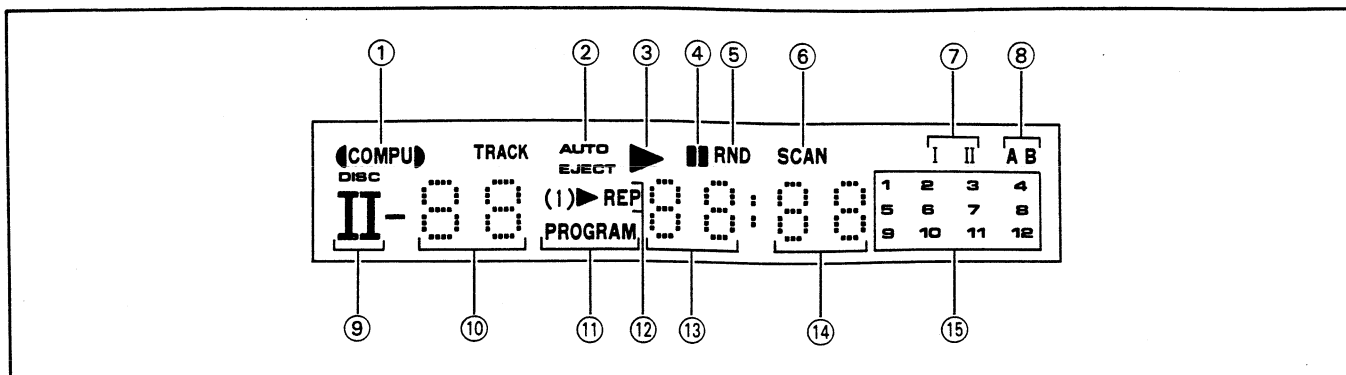 ① ② ③ ④ ⑤ ⑥ ⑦ ⑧
(COMPU) TRACK AUTO EJECT RND SCAN I II A B
DISC
II - 88 (1) REP 88:88
PROGRAM
1 2 3 4
5 6 7 8
9 10 11 12
⑨ ⑩ ⑪ ⑫ ⑬ ⑭ ⑮